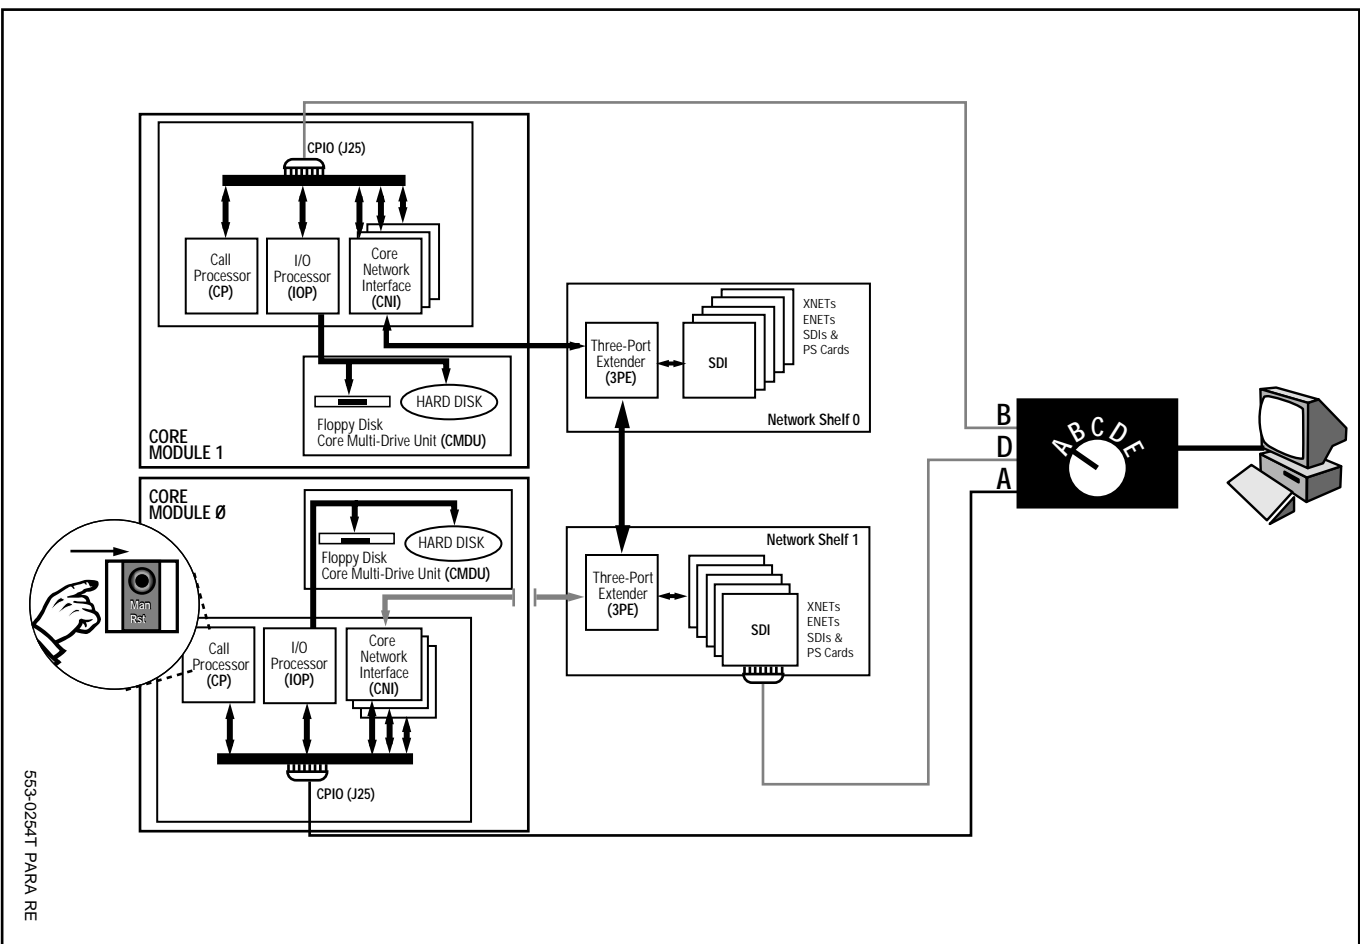 CPIO (J25)
Call
Processor
(CP)
I/O
Processor
(IOP)
Core
Network
Interface
(CNI)
HARD DISK
Floppy Disk
Core Multi-Drive Unit (CMDU)
CORE
MODULE 1
Three-Port
Extender
(3PE)
SDI
XNETs
ENETs
SDIs &
PS Cards
Network Shelf 0
B
D
A
A B C D E
CORE
MODULE Ø
HARD DISK
Floppy Disk
Core Multi-Drive Unit (CMDU)
Man
Rst
Call
Processor
(CP)
I/O
Processor
(IOP)
Core
Network
Interface
(CNI)
CPIO (J25)
Network Shelf 1
Three-Port
Extender
(3PE)
SDI
XNETs
ENETs
SDIs &
PS Cards
553-0254T PARA RE